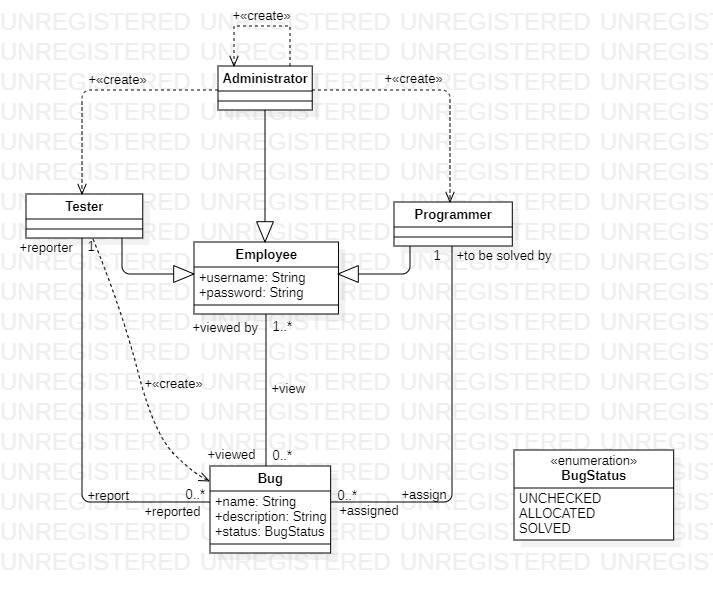 +«create»
Administrator
+«create»
+«create»
Tester
Programmer
+reporter
1
1
+to be solved by
Employee
+username: String
+password: String
+viewed by
1..*
+«create»
+view
+viewed
0..*
Bug
+name: String
+description: String
+status: BugStatus
+report
0..*
+reported
0..*
+assign
+assigned
«enumeration»
BugStatus
UNCHECKED
ALLOCATED
SOLVED
UNREGISTERED UNREGISTERED UNREGISTERED UNREGIS